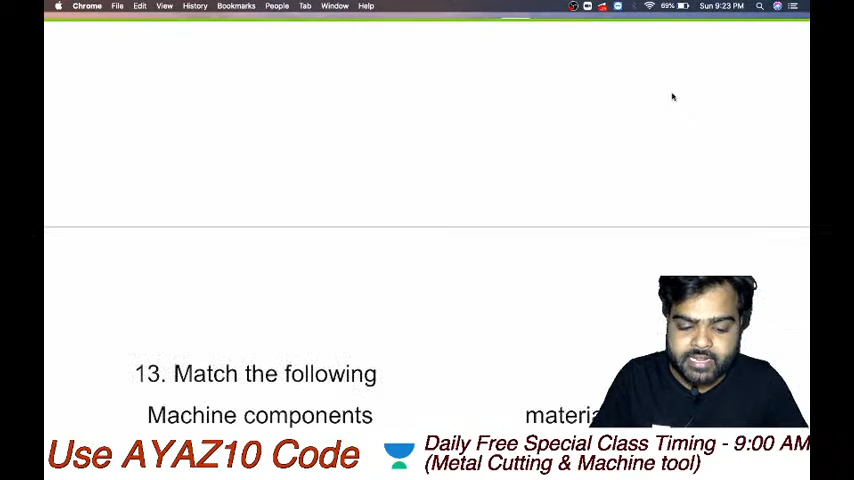 Chrome File Edit View History Bookmarks People Tab Window Help 69% Sun 9:23 PM
13. Match the following
Machine components
Use AYAZ10 Code
Daily Free Special Class Timing - 9:00 AM
(Metal Cutting & Machine tool)